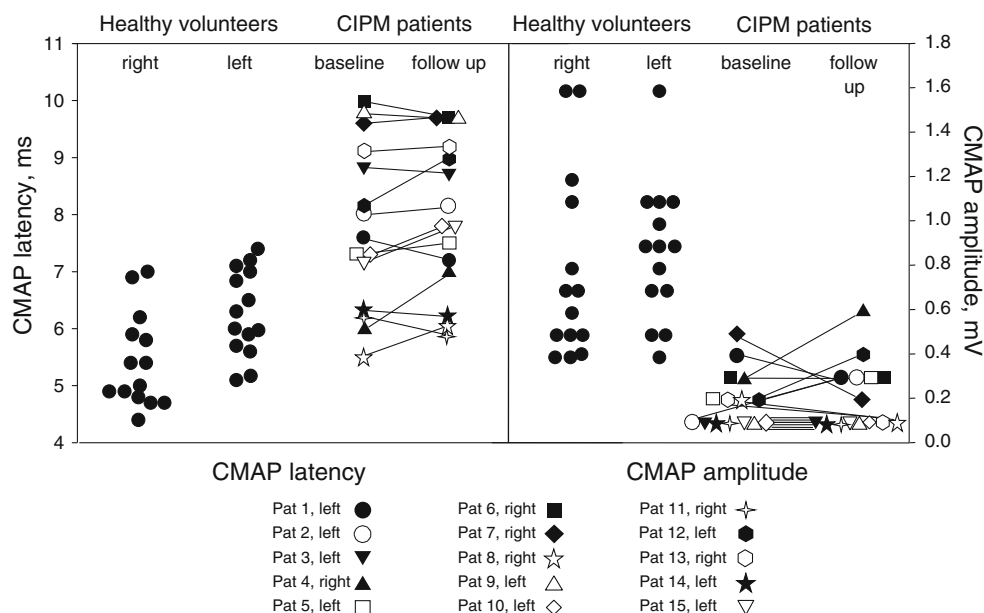 Healthy volunteers CIPM patients Healthy volunteers CIPM patients
right left baseline follow up right left baseline follow up
CMAP latency, ms
11
10
9
8
7
6
5
4
1.8
1.6
1.4
1.2
1.0
0.8
0.6
0.4
0.2
0.0
CMAP amplitude, mV
CMAP latency CMAP amplitude
Pat 1, left Pat 6, right Pat 11, right
Pat 2, left Pat 7, right Pat 12, left
Pat 3, left Pat 8, right Pat 13, right
Pat 4, right Pat 9, left Pat 14, left
Pat 5, left Pat 10, left Pat 15, left